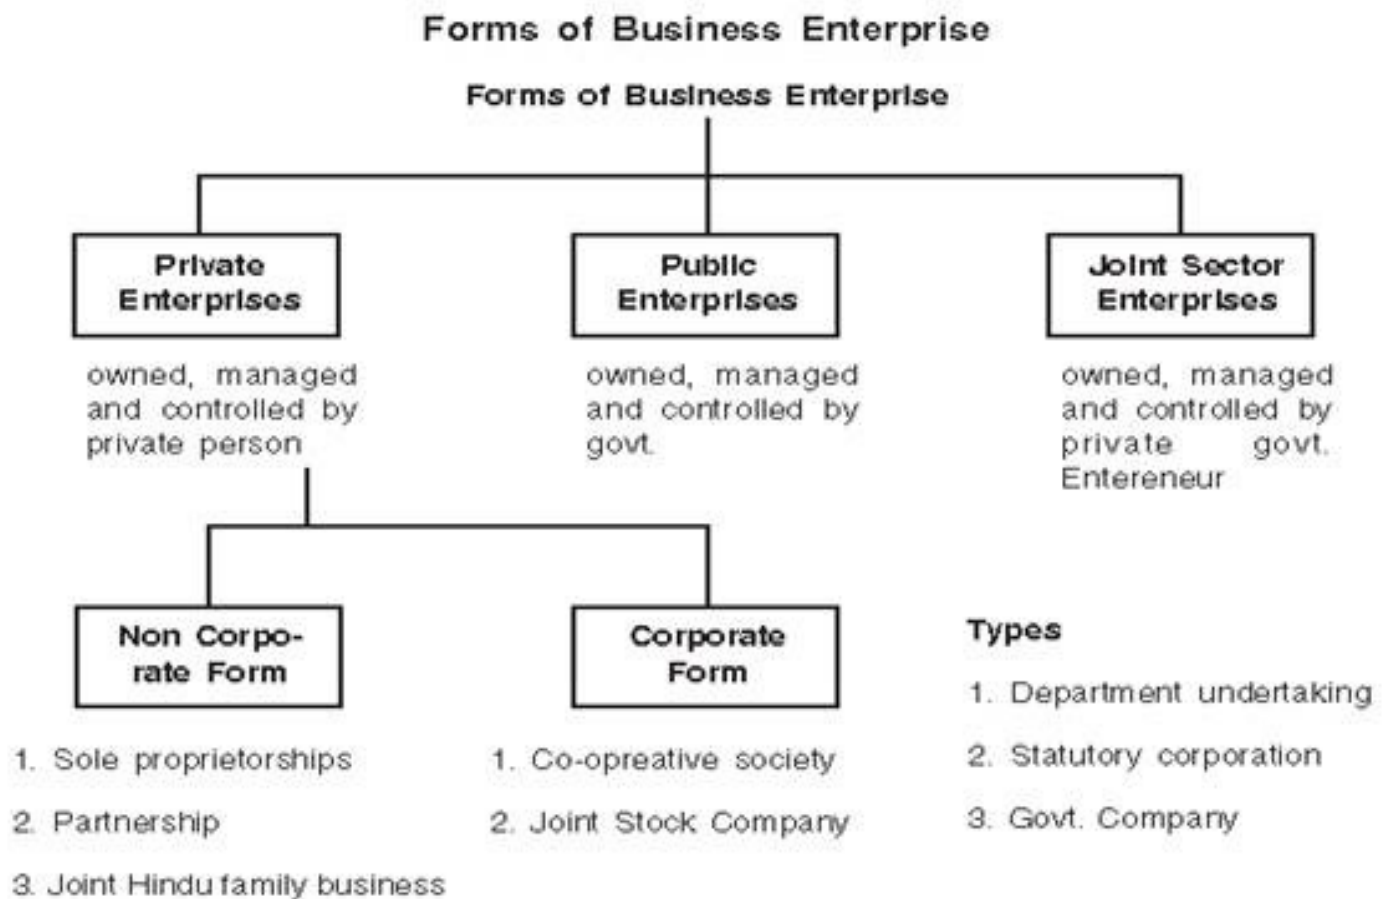 Forms of Business Enterprise
Forms of Business Enterprise
Private
Enterprises
owned, managed
and controlled by
private person
Public
Enterprises
owned, managed
and controlled by
govt.
Joint Sector
Enterprises
owned, managed
and controlled by
private govt.
Entereneur
Non Corpo-
rate Form
1. Sole proprietorships
2. Partnership
3. Joint Hindu family business
Corporate
Form
1. Co-opreative society
2. Joint Stock Company
Types
1. Department undertaking
2. Statutory corporation
3. Govt. Company